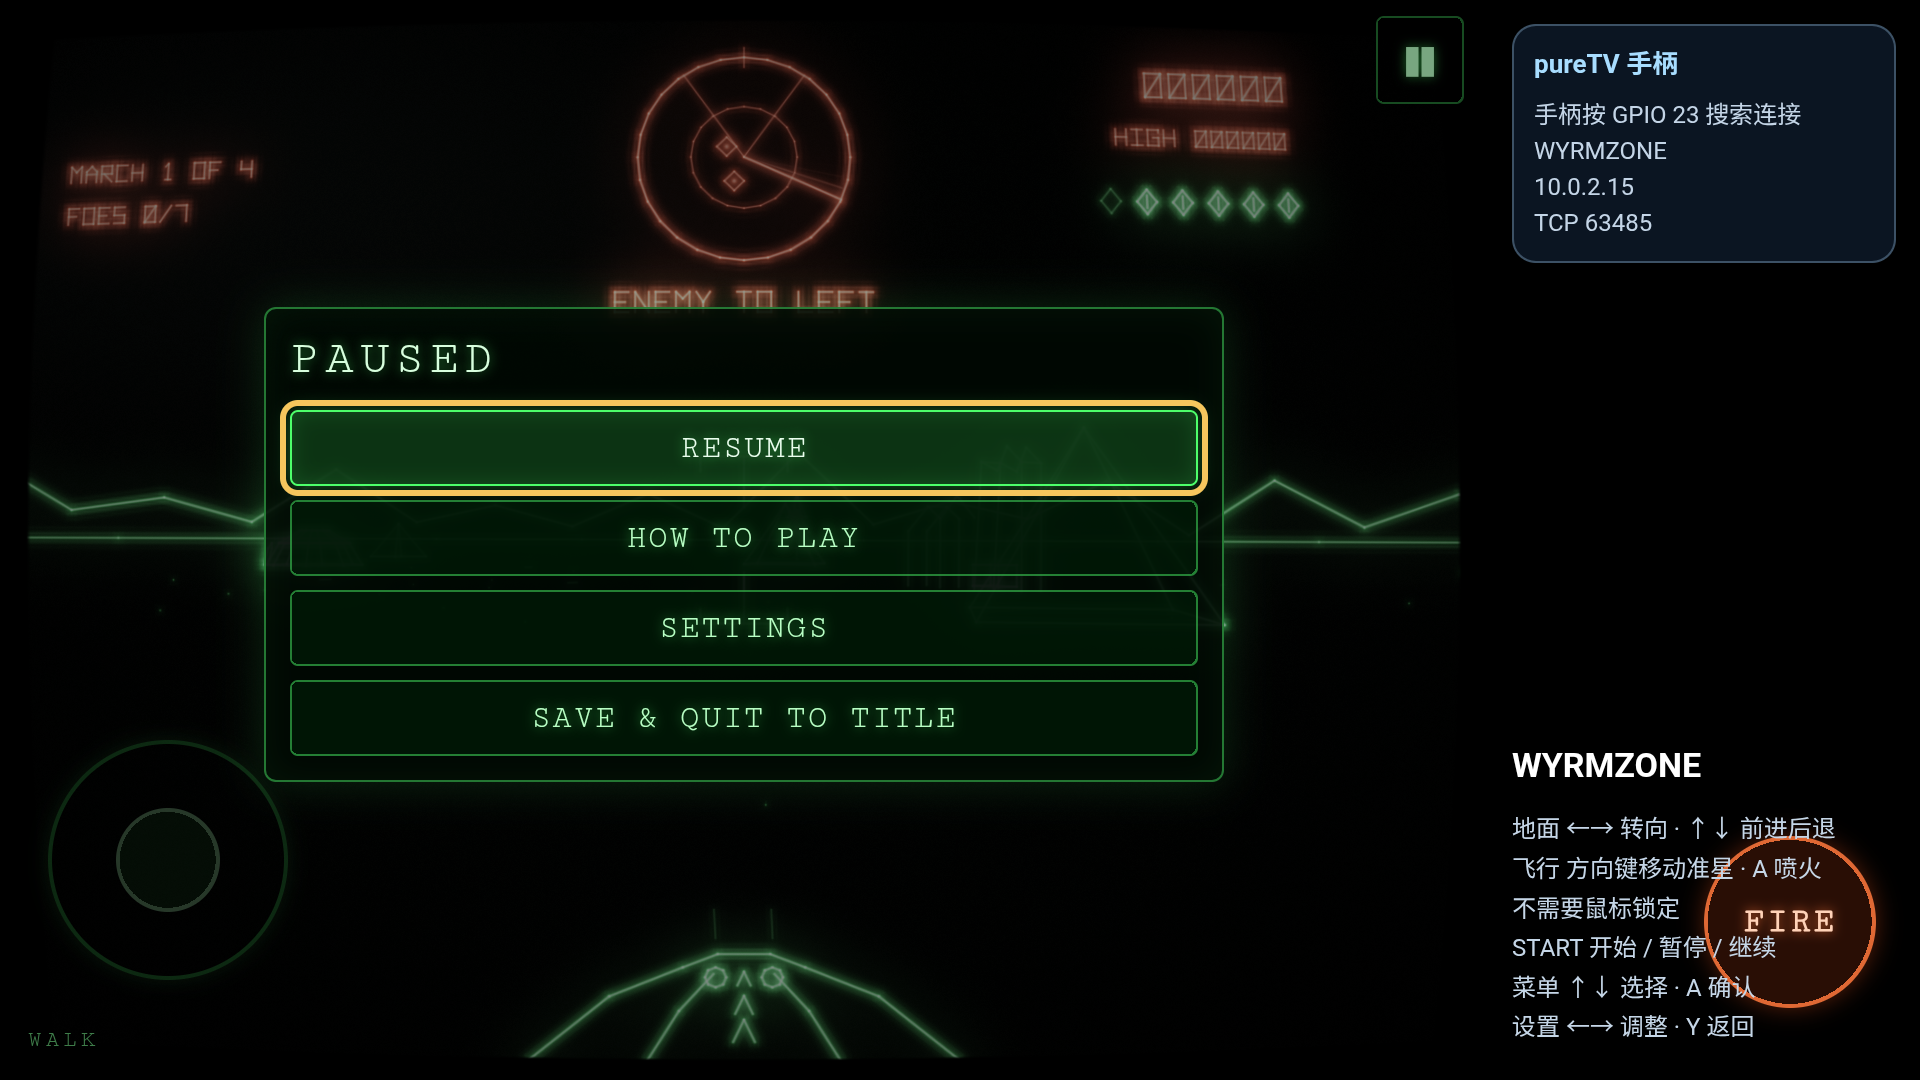 MARCH 1 OF 4
FOES 0/7
000000
HIGH 000000
ENEMY TO LEFT
PAUSED
RESUME
HOW TO PLAY
SETTINGS
SAVE & QUIT TO TITLE
WALK
pureTV 手柄
手柄按 GPIO 23 搜索连接
WYRMZONE
10.0.2.15
TCP 63485
WYRMZONE
地面 ←→ 转向 · ↑↓ 前进后退
飞行 方向键移动准星 · A 喷火
不需要鼠标锁定
FIRE
START 开始 / 暂停 / 继续
菜单 ↑↓ 选择 · A 确认
设置 ←→ 调整 · Y 返回